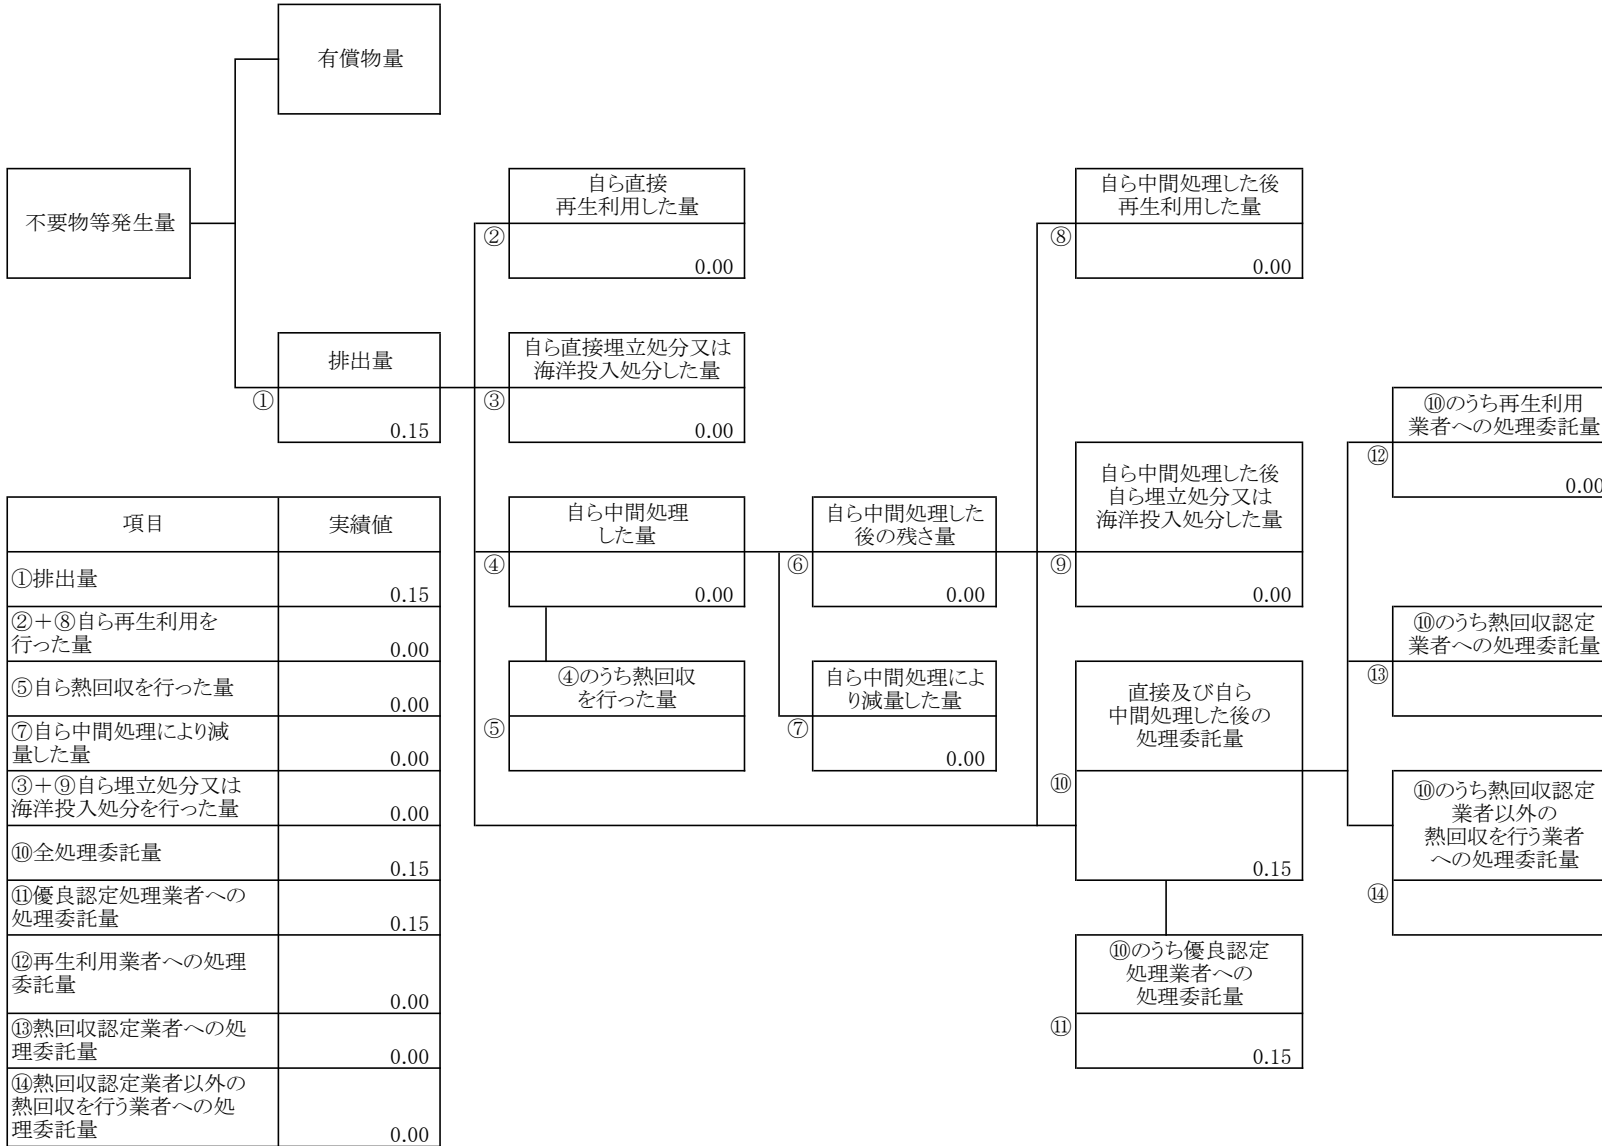 有償物量
不要物等発生量
自ら直接
再生利用した量
②
0.00
自ら中間処理した後
再生利用した量
⑧
0.00
排出量
①
0.15
自ら直接埋立処分又は
海洋投入処分した量
③
0.00
⑩のうち再生利用
業者への処理委託量
⑫
0.00
自ら中間処理
した量
④
0.00
自ら中間処理した
後の残さ量
⑥
0.00
自ら中間処理した後
自ら埋立処分又は
海洋投入処分した量
⑨
0.00
⑩のうち熱回収認定
業者への処理委託量
⑬
④のうち熱回収
を行った量
⑤
自ら中間処理によ
り減量した量
⑦
0.00
直接及び自ら
中間処理した後の
処理委託量
⑩
0.15
⑩のうち熱回収認定
業者以外の
熱回収を行う業者
への処理委託量
⑭
⑩のうち優良認定
処理業者への
処理委託量
⑪
0.15
項目
実績値
①排出量
0.15
②+⑧自ら再生利用を
行った量
0.00
⑤自ら熱回収を行った量
0.00
⑦自ら中間処理により減
量した量
0.00
③+⑨自ら埋立処分又は
海洋投入処分を行った量
0.00
⑩全処理委託量
0.15
⑪優良認定処理業者への
処理委託量
0.15
⑫再生利用業者への処理
委託量
0.00
⑬熱回収認定業者への処
理委託量
0.00
⑭熱回収認定業者以外の
熱回収を行う業者への処
理委託量
0.00